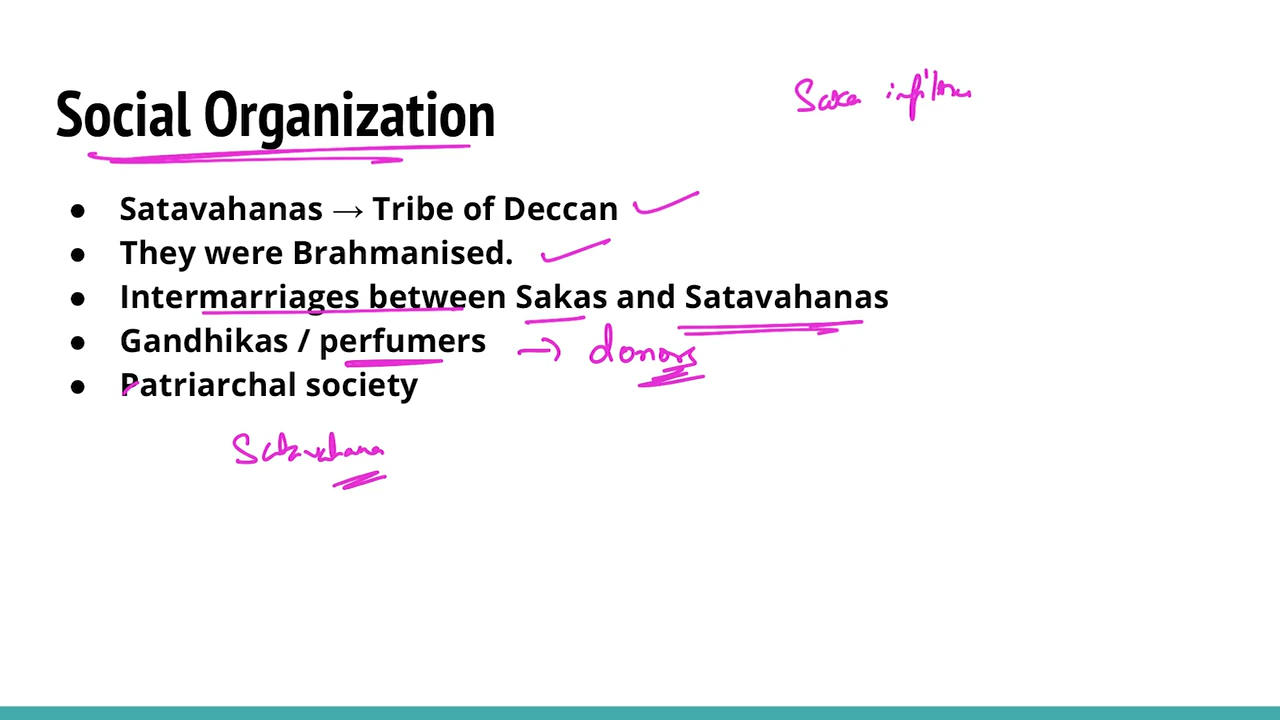 Saka
Social Organization
● Satavahanas → Tribe of Deccan
● They were Brahmanised.
● Intermarriages between Sakas and Satavahanas
● Gandhikas / perfumers → donors
● Patriarchal society
Satavahana